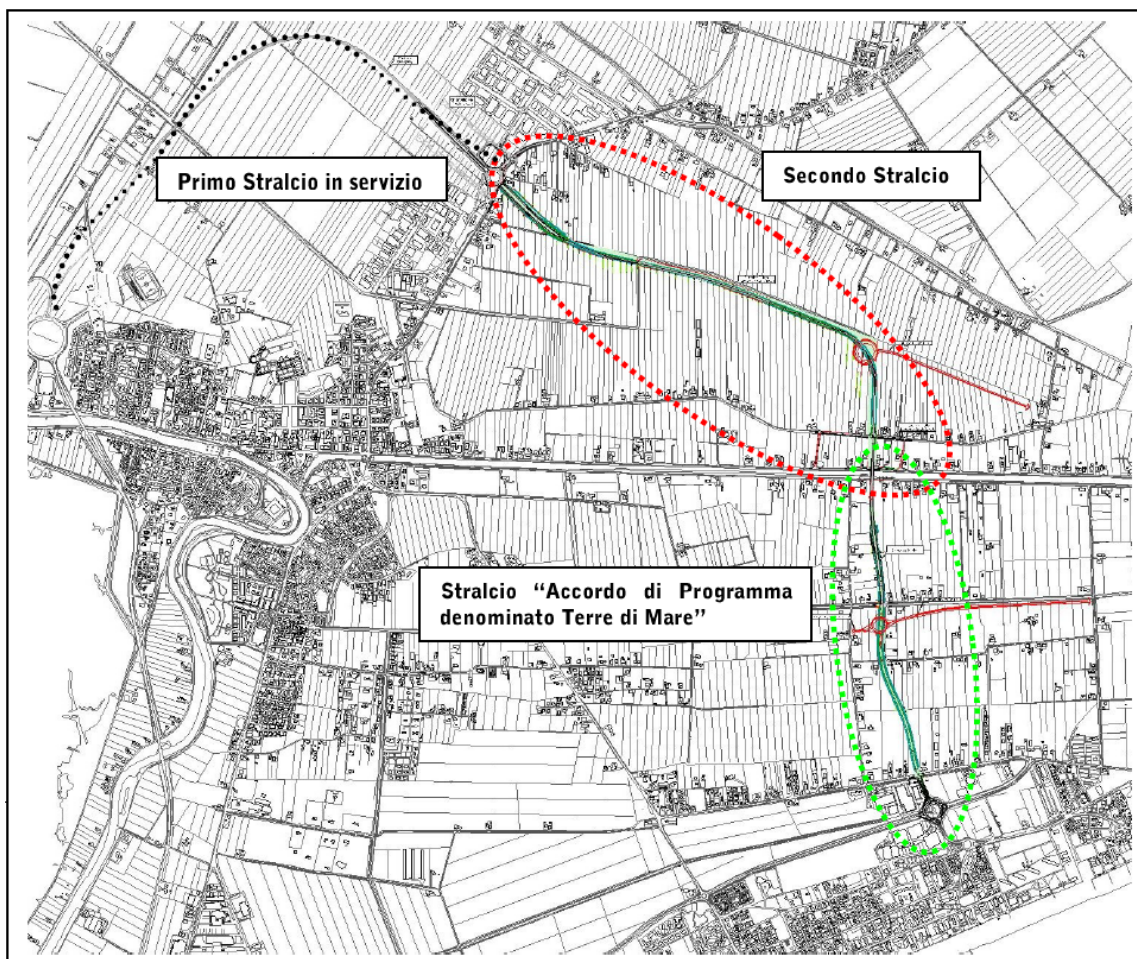 Primo Stralcio in servizio
Secondo Stralcio
Stralcio “Accordo di Programma
denominato Terre di Mare”